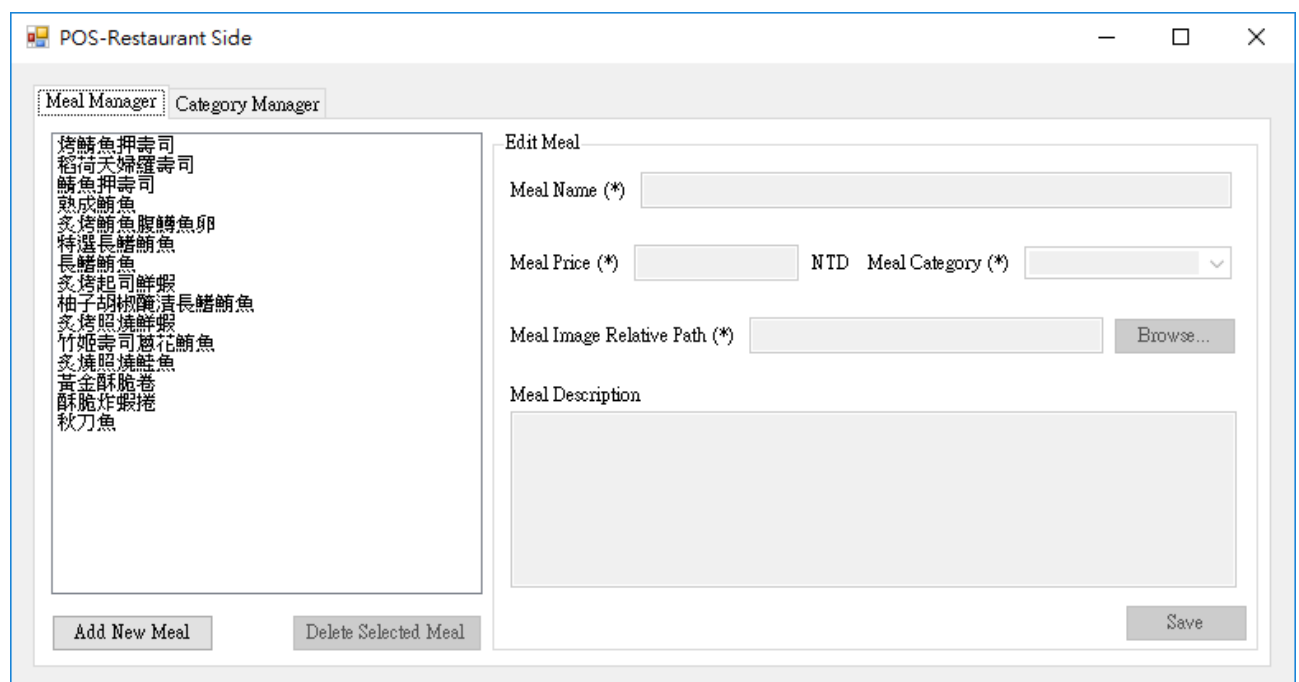 POS-Restaurant Side
Meal Manager
Category Manager
烤鯖魚押壽司
稻荷天婦羅壽司
鯖魚押壽司
熟成鮪魚
炙烤鮪魚腹鱒魚卵
特選長鰭鮪魚
長鰭鮪魚
炙烤起司鮮蝦
柚子胡椒醃漬長鰭鮪魚
炙烤照燒鮮蝦
竹姬壽司蔥花鮪魚
炙燒照燒鮭魚
黃金酥脆卷
酥脆炸蝦捲
秋刀魚
Add New Meal
Delete Selected Meal
Edit Meal
Meal Name (*)
Meal Price (*)
NTD
Meal Category (*)
Meal Image Relative Path (*)
Browse...
Meal Description
Save